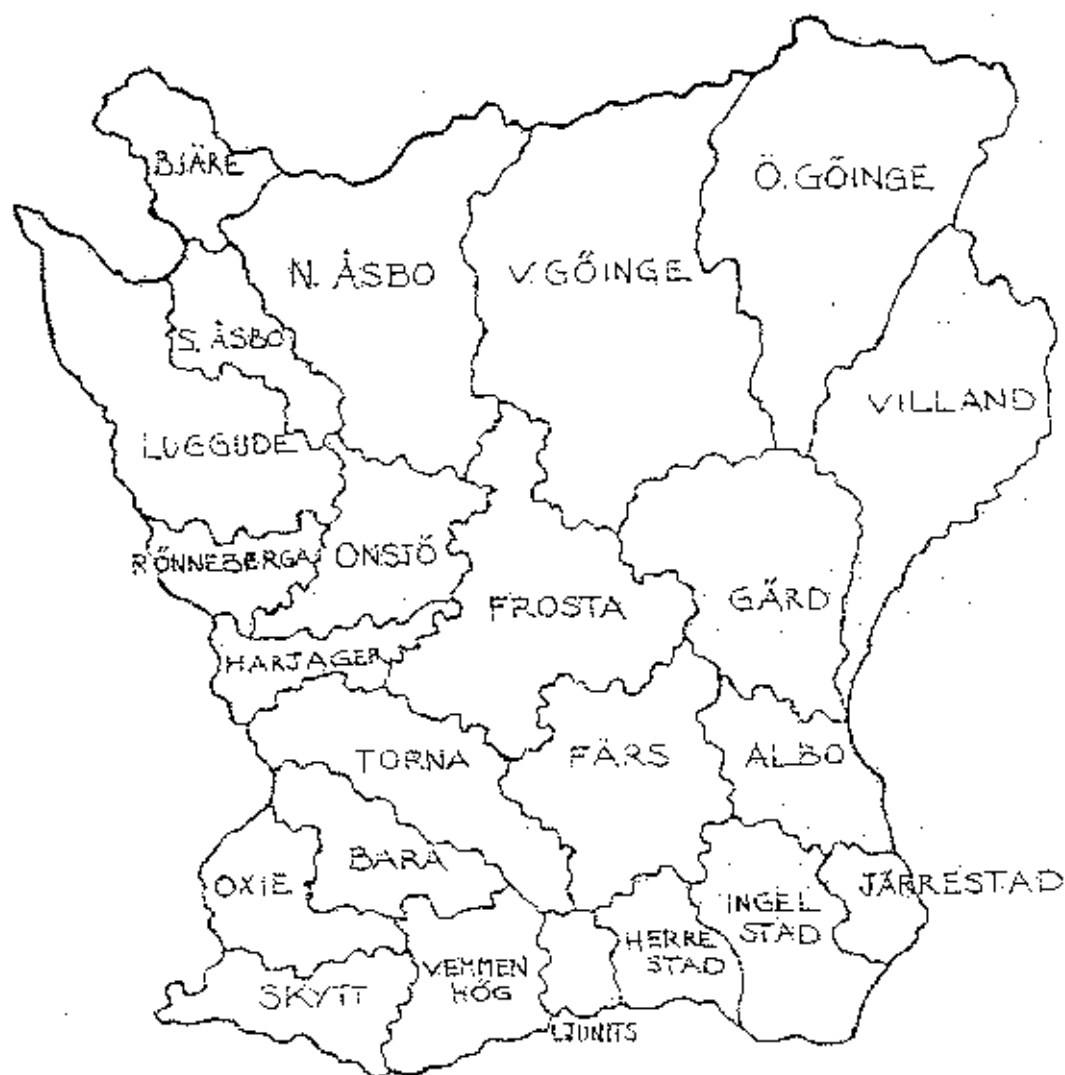 BJÄRE
Ö. GÖINGE
N. ÅSBO
V. GÖINGE
S. ÅSBO
VILLAND
LUGGUDE
RÖNNEBERGA
ONSJÖ
FROSTA
GÄRD
HARJAGER
TORNA
FÄRS
ALBO
BARA
OXIE
JÄRRESTAD
INGEL
STAD
HERRE
STAD
VEMMEN
HÖG
SKYTT
LJUNITS